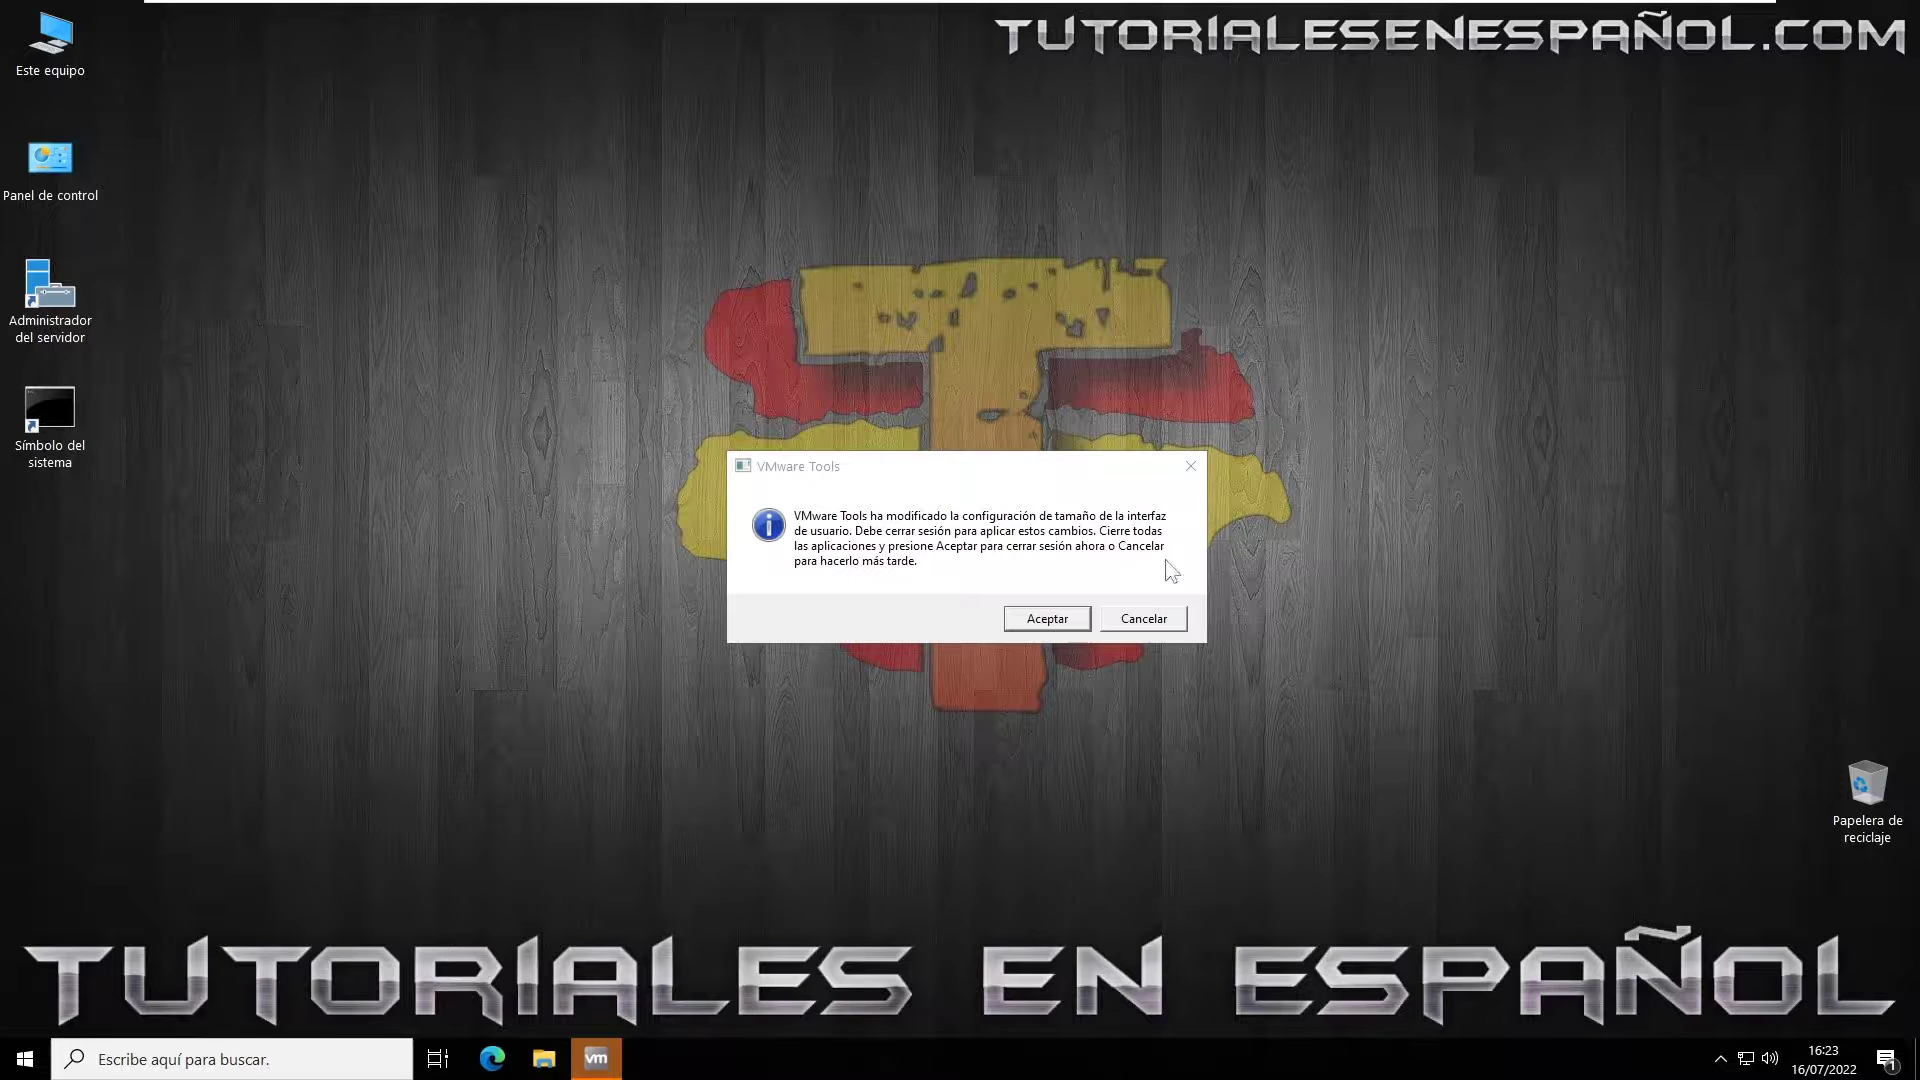 TUTORIALESENESPAÑOL.COM
Este equipo
Panel de control
Administrador
del servidor
Símbolo del
sistema
VMware Tools
VMware Tools ha modificado la configuración de tamaño de la interfaz
de usuario. Debe cerrar sesión para aplicar estos cambios. Cierre todas
las aplicaciones y presione Aceptar para cerrar sesión ahora o Cancelar
para hacerlo más tarde.
Aceptar
Cancelar
Papelera de
reciclaje
TUTORIALES EN ESPAÑOL
Escribe aquí para buscar.
vm
16:23
16/07/2022
1